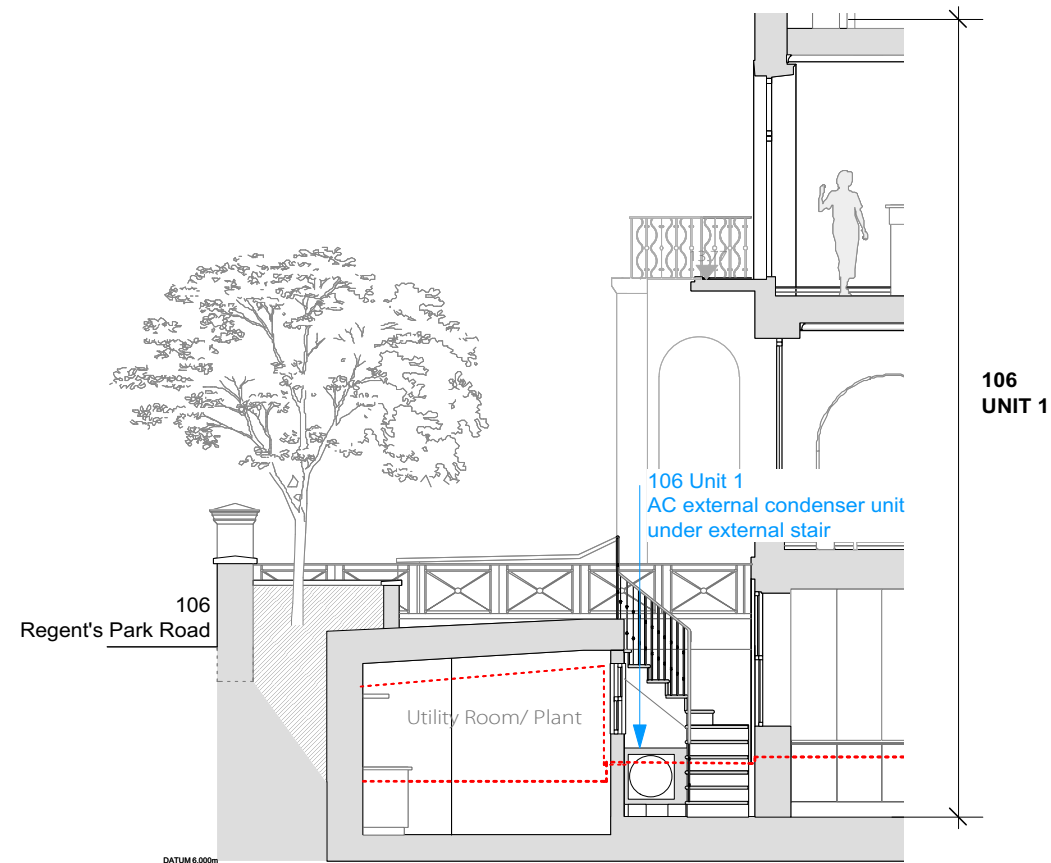 106
UNIT 1
106 Unit 1
AC external condenser unit
under external stair
106
Regent's Park Road
Utility Room/ Plant
DATUM 6.000m